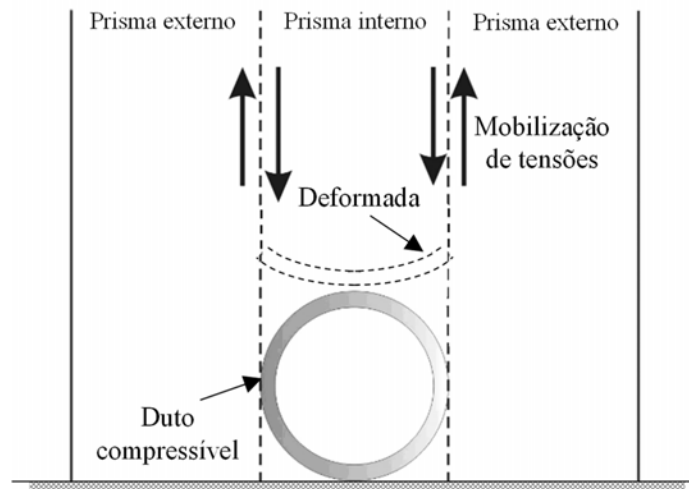 Prisma externo
Prisma interno
Prisma externo
Mobilização
de tensões
Deformada
Duto
compressível